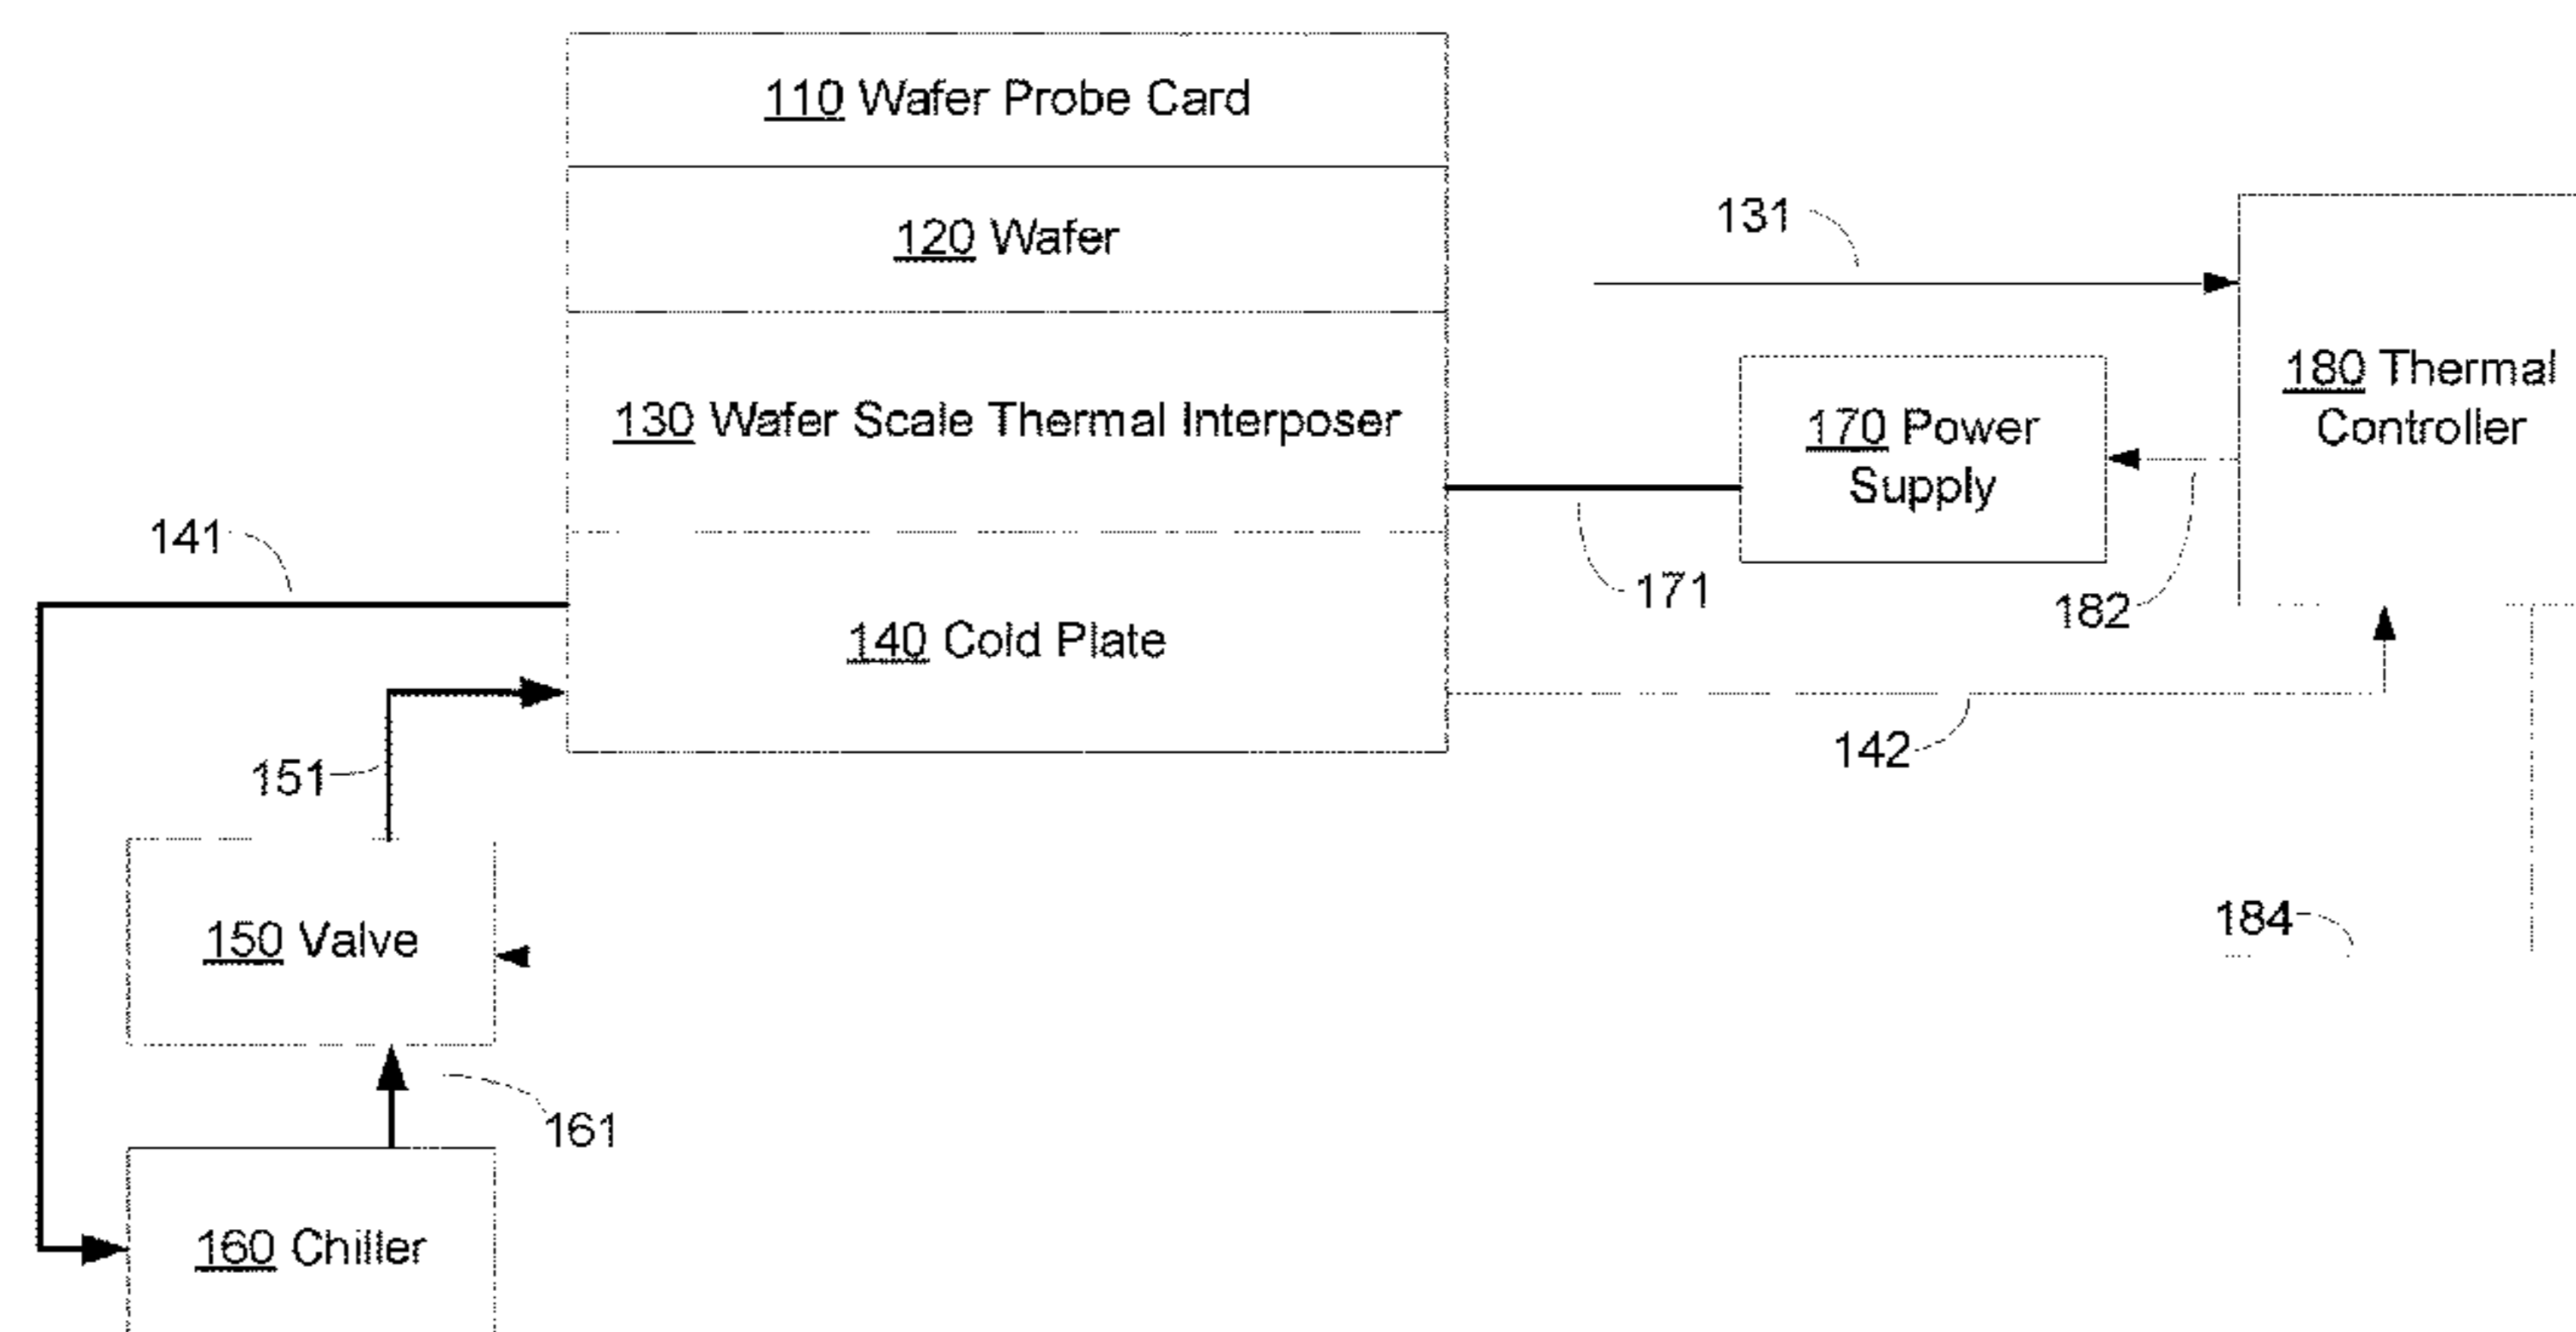 110 Wafer Probe Card
120 Wafer
131
130 Wafer Scale Thermal Interposer
180 Thermal
Controller
170 Power
Supply
141
171
182
140 Cold Plate
142
151
150 Valve
184
161
160 Chiller